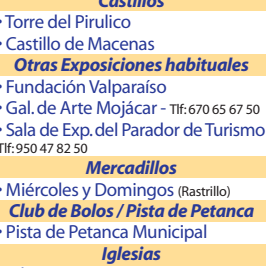 Castillos
• Torre del Pirulico
• Castillo de Macenas
Otras Exposiciones habituales
• Fundación Valparaíso
• Gal. de Arte Mojácar - Tlf: 670 65 67 50
• Sala de Exp. del Parador de Turismo
Tlf: 950 47 82 50
Mercadillos
• Miércoles y Domingos (Rastrillo)
Club de Bolos / Pista de Petanca
• Pista de Petanca Municipal
Iglesias